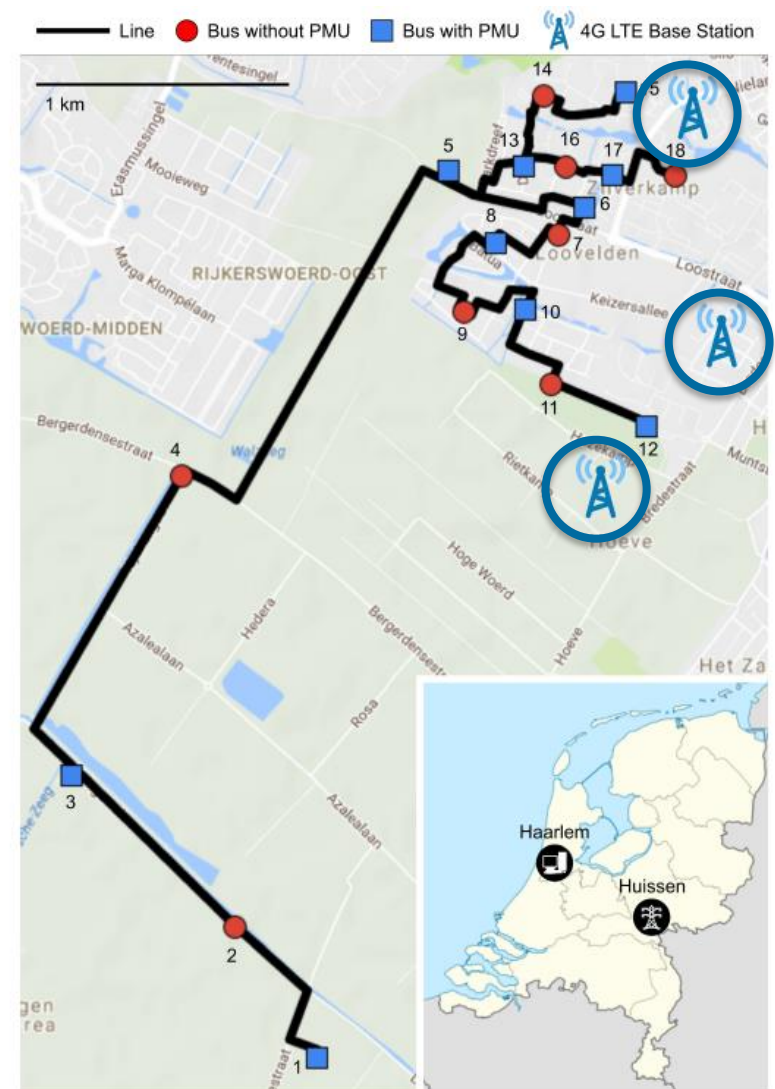 Line
Bus without PMU
Bus with PMU
4G LTE Base Station
1 km
14
5
13
16
17
18
5
6
8
7
Zilverkamp
Loovelden
Loostraat
Erasmussingel
Mooieweg
Marga Klompélaan
RIJKERSWOERD-OOST
Keizersallee
WOERD-MIDDEN
9
10
11
12
Bergerdensestraat
4
Rietkamp
Bredestraat
Hoeve
Hoge Woerd
Hedera
Azalealaan
Hoeve
Het Za
Rosa
Azalealaan
3
2
1
Haarlem
Huissen